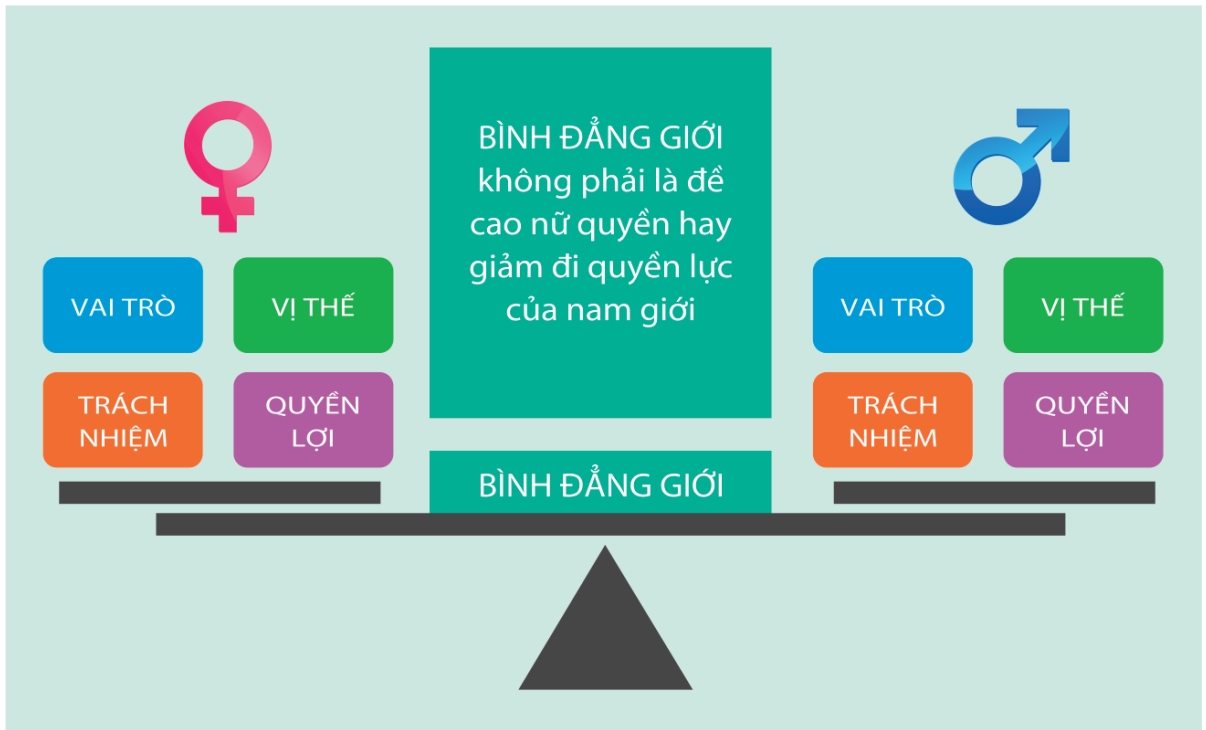 BÌNH ĐẲNG GIỚI
không phải là đề
cao nữ quyền hay
giảm đi quyền lực
của nam giới
VAI TRÒ
VỊ THẾ
TRÁCH
NHIỆM
QUYỀN
LỢI
VAI TRÒ
VỊ THẾ
TRÁCH
NHIỆM
QUYỀN
LỢI
BÌNH ĐẲNG GIỚI